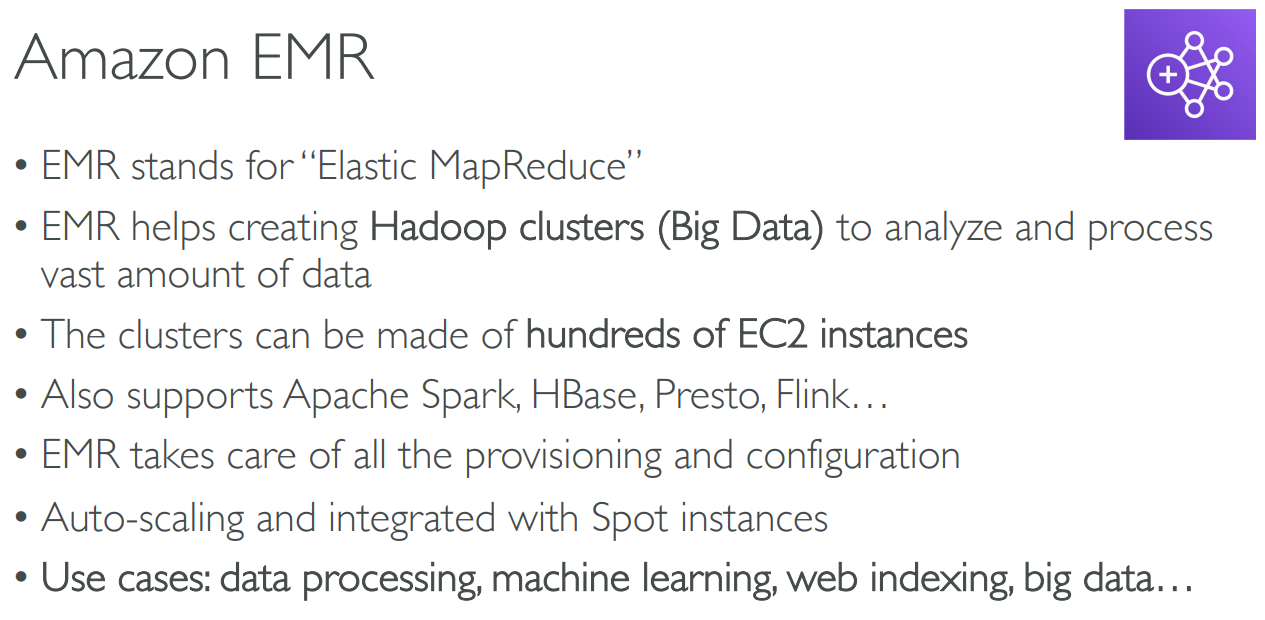 Amazon EMR
• EMR stands for “Elastic MapReduce”
• EMR helps creating Hadoop clusters (Big Data) to analyze and process
vast amount of data
• The clusters can be made of hundreds of EC2 instances
• Also supports Apache Spark, HBase, Presto, Flink…
• EMR takes care of all the provisioning and configuration
• Auto-scaling and integrated with Spot instances
• Use cases: data processing, machine learning, web indexing, big data…